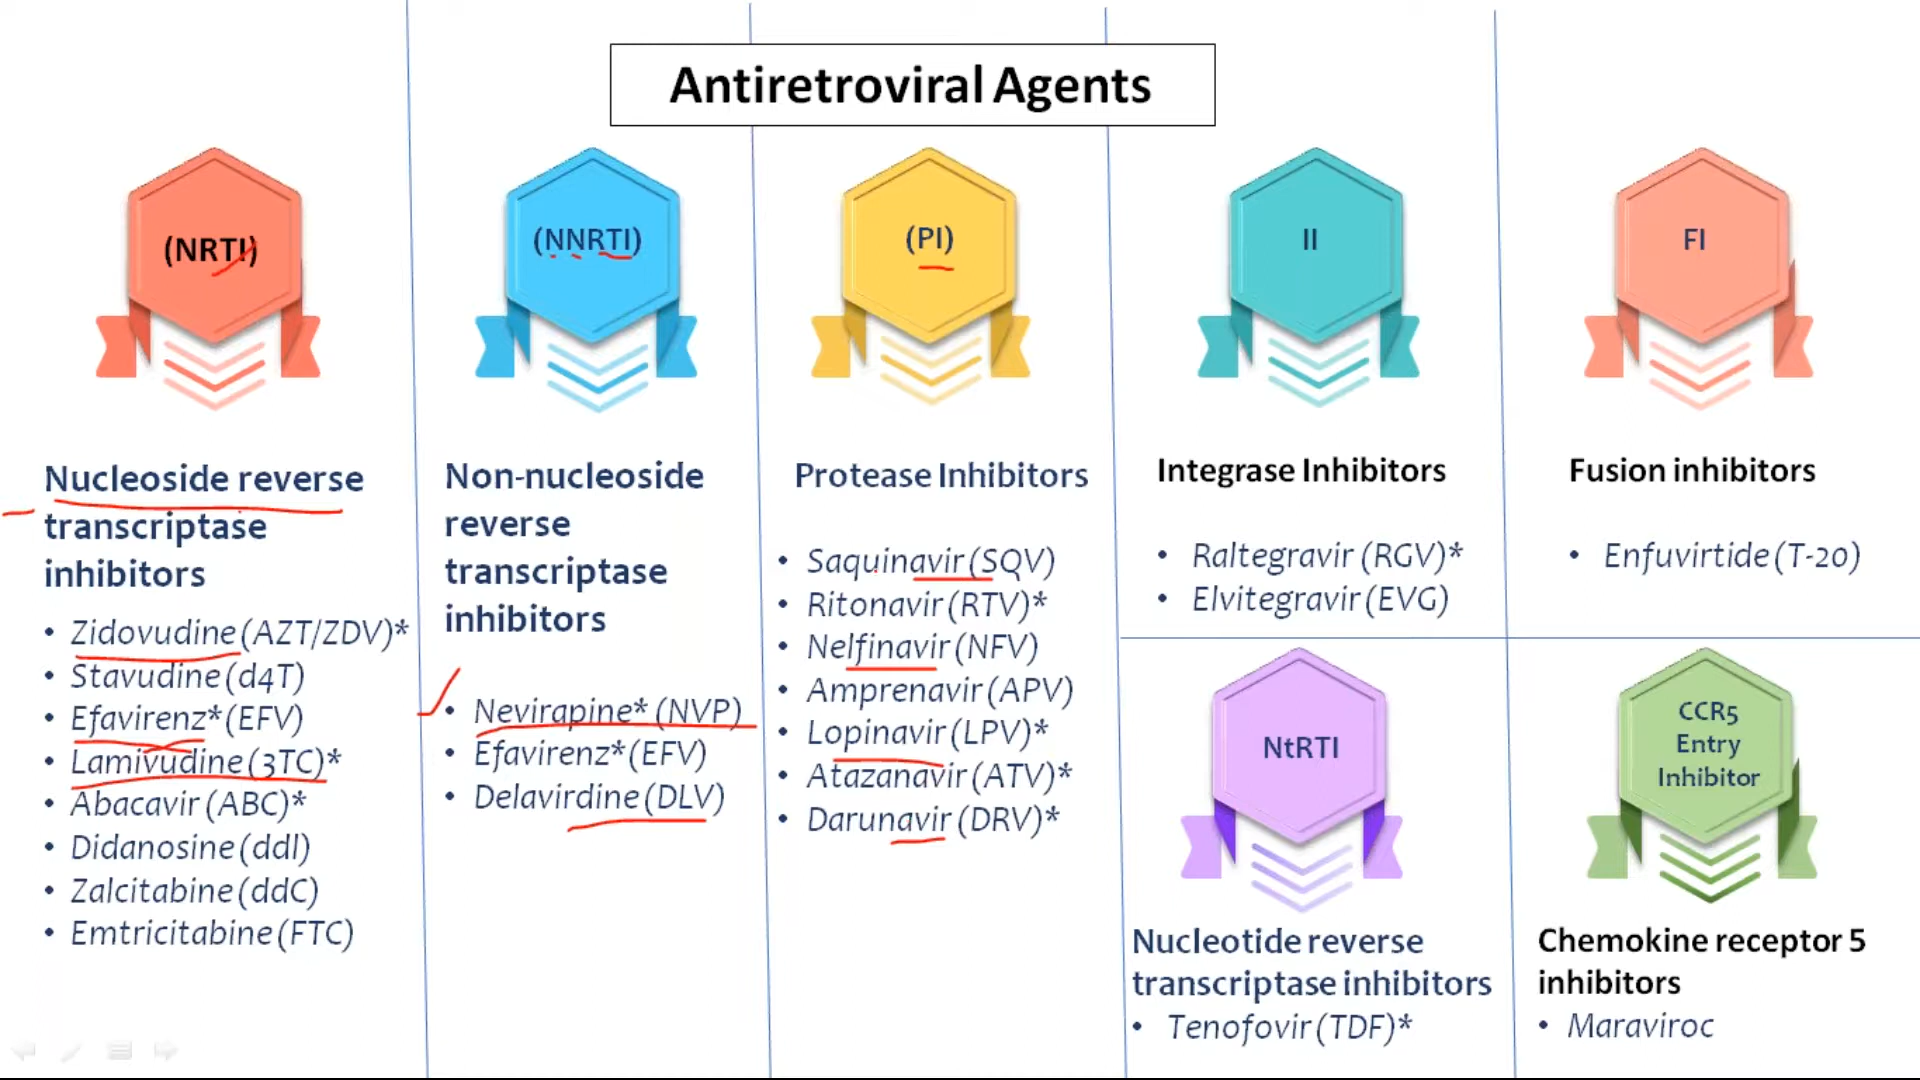 Antiretroviral Agents
(NRTI)
Nucleoside reverse
transcriptase
inhibitors
• Zidovudine (AZT/ZDV)*
• Stavudine (d4T)
• Efavirenz* (EFV)
• Lamivudine (3TC)*
• Abacavir (ABC)*
• Didanosine (ddl)
• Zalcitabine (ddC)
• Emtricitabine (FTC)
(NNRTI)
Non-nucleoside
reverse
transcriptase
inhibitors
• Nevirapine* (NVP)
• Efavirenz* (EFV)
• Delavirdine (DLV)
(PI)
Protease Inhibitors
• Saquinavir (SQV)
• Ritonavir (RTV)*
• Nelfinavir (NFV)
• Amprenavir (APV)
• Lopinavir (LPV)*
• Atazanavir (ATV)*
• Darunavir (DRV)*
II
Integrase Inhibitors
• Raltegravir (RGV)*
• Elvitegravir (EVG)
NtRTI
Nucleotide reverse
transcriptase inhibitors
• Tenofovir (TDF)*
FI
Fusion inhibitors
• Enfuvirtide (T-20)
CCR5
Entry
Inhibitor
Chemokine receptor 5
inhibitors
• Maraviroc